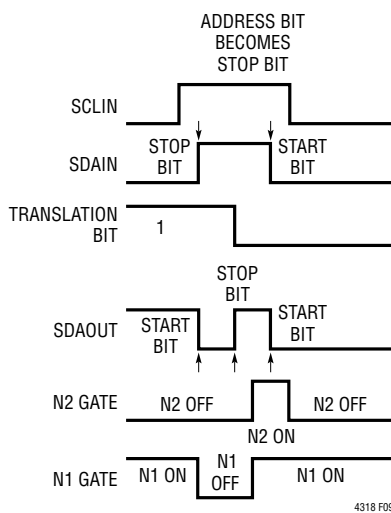 ADDRESS BIT
BECOMES
STOP BIT
SCLIN
SDAIN
STOP
BIT
START
BIT
TRANSLATION
BIT
1
STOP
BIT
SDAOUT
START
BIT
START
BIT
N2 GATE
N2 OFF
N2 OFF
N2 ON
N1 GATE
N1 ON
N1
OFF
N1 ON
4318 F09